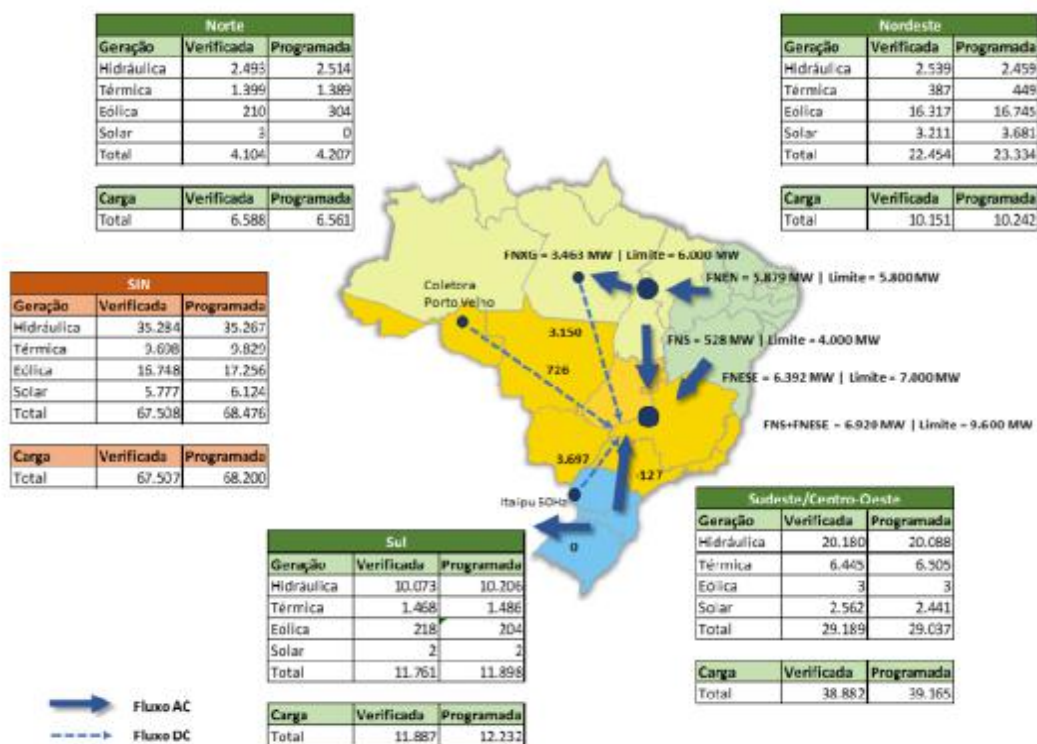 Norte
Geração Verificada Programada
Hidráulica 2.493 2.514
Térmica 1.399 1.389
Eólica 210 304
Solar 3 0
Total 4.104 4.207
Carga Verificada Programada
Total 6.588 6.561
Nordeste
Geração Verificada Programada
Hidráulica 2.539 2.459
Térmica 387 449
Eolica 16.317 16.745
Solar 3.211 3.681
Total 22.454 23.334
Carga Verificada Programada
Total 10.151 10.242
SIN
Geração Verificada Programada
Hidráulica 35.284 35.267
Térmica 9.698 9.829
Eólica 16.748 17.256
Solar 5.777 6.124
Total 67.508 68.476
Carga Verificada Programada
Total 67.507 68.200
FNXG = 3.463 MW | Limite = 6.000 MW
FNEN = 5.879 MW | Limite = 5.800 MW
Coletora
Porto Velho
3.150
FNS = 528 MW | Limite = 4.000 MW
726
FNESE = 6.392 MW | Limite = 7.000 MW
FNS+FNESE = 6.920 MW | Limite = 9.600 MW
3.697
-127
Itaipu 50Hz
0
Sul
Geração Verificada Programada
Hidráulica 10.073 10.206
Térmica 1.468 1.486
Eólica 218 204
Solar 2 2
Total 11.761 11.898
Carga Verificada Programada
Total 11.887 12.232
Sudeste/Centro-Oeste
Geração Verificada Programada
Hidráulica 20.180 20.088
Térmica 6.445 6.505
Eólica 3 3
Solar 2.562 2.441
Total 29.189 29.037
Carga Verificada Programada
Total 38.882 39.165
Fluxo AC
Fluxo DC